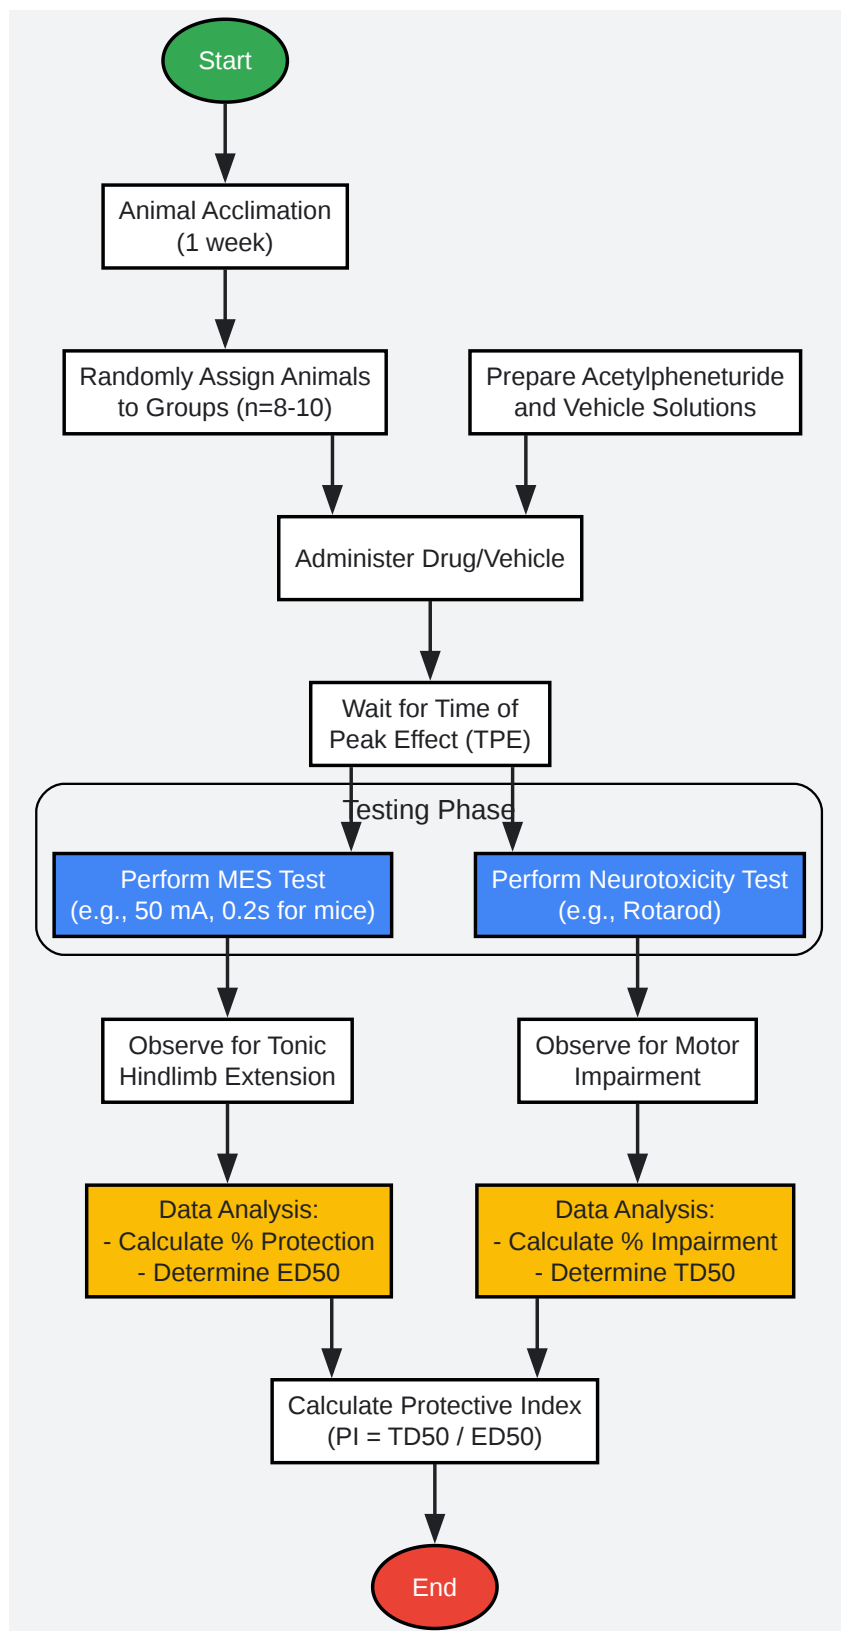 Start
Animal Acclimation
(1 week)
Randomly Assign Animals
to Groups (n=8-10)
Prepare Acetylpheneturide
and Vehicle Solutions
Administer Drug/Vehicle
Wait for Time of
Peak Effect (TPE)
Testing Phase
Perform MES Test
(e.g., 50 mA, 0.2s for mice)
Perform Neurotoxicity Test
(e.g., Rotarod)
Observe for Tonic
Hindlimb Extension
Observe for Motor
Impairment
Data Analysis:
- Calculate % Protection
- Determine ED50
Data Analysis:
- Calculate % Impairment
- Determine TD50
Calculate Protective Index
(PI = TD50 / ED50)
End